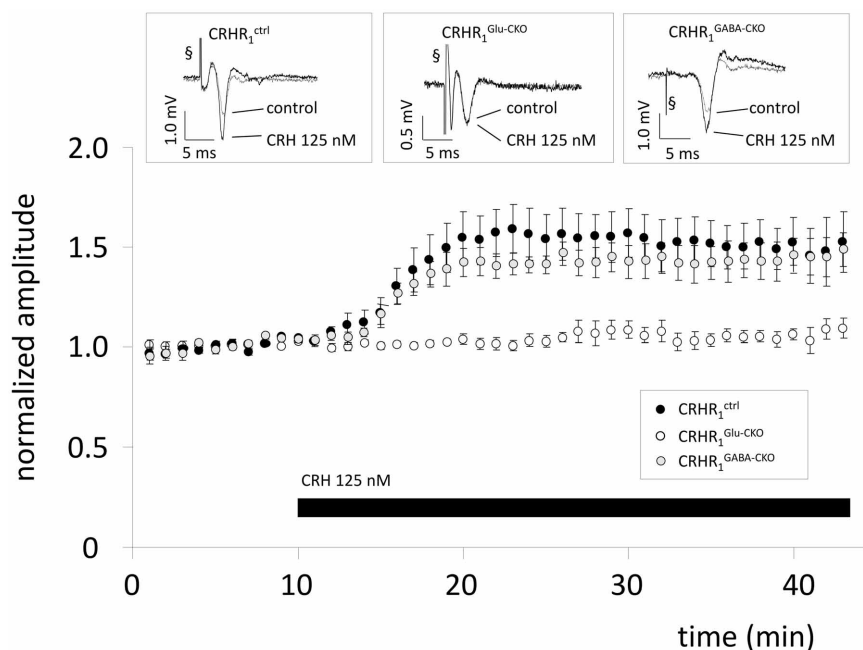 CRHR₁ᶜᵗʳˡ
§
control
CRH 125 nM
1.0 mV
5 ms
CRHR₁ᴳˡᵘ⁻ᶜᴷᴼ
§
control
CRH 125 nM
0.5 mV
5 ms
CRHR₁ᴳᴬᴮᴬ⁻ᶜᴷᴼ
§
control
CRH 125 nM
1.0 mV
5 ms
normalized amplitude
2.0
1.5
1.0
0.5
0
CRHR₁ᶜᵗʳˡ
CRHR₁ᴳˡᵘ⁻ᶜᴷᴼ
CRHR₁ᴳᴬᴮᴬ⁻ᶜᴷᴼ
CRH 125 nM
0 10 20 30 40
time (min)